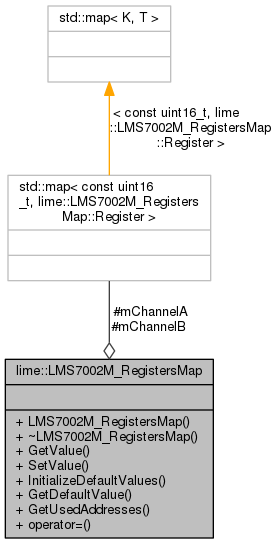 std::map< K, T >
< const uint16_t, lime
::LMS7002M_RegistersMap
::Register >
std::map< const uint16
_t, lime::LMS7002M_Registers
Map::Register >
#mChannelA
#mChannelB
lime::LMS7002M_RegistersMap
+ LMS7002M_RegistersMap()
+ ~LMS7002M_RegistersMap()
+ GetValue()
+ SetValue()
+ InitializeDefaultValues()
+ GetDefaultValue()
+ GetUsedAddresses()
+ operator=()